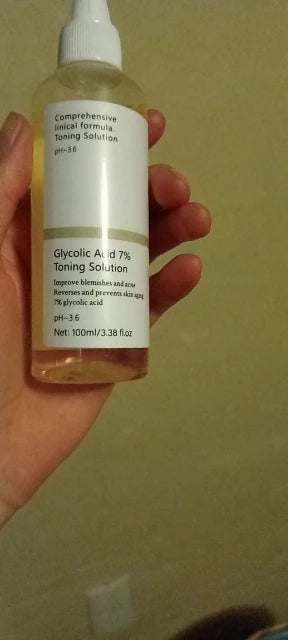 Comprehensive
linical formula.
Toning Solution
pH~3.6
Glycolic Acid 7%
Toning Solution
Improve blemishes and acne
Reverses and prevents skin aging
7% glycolic acid
pH~3.6
Net: 100ml/3.38 fl.oz